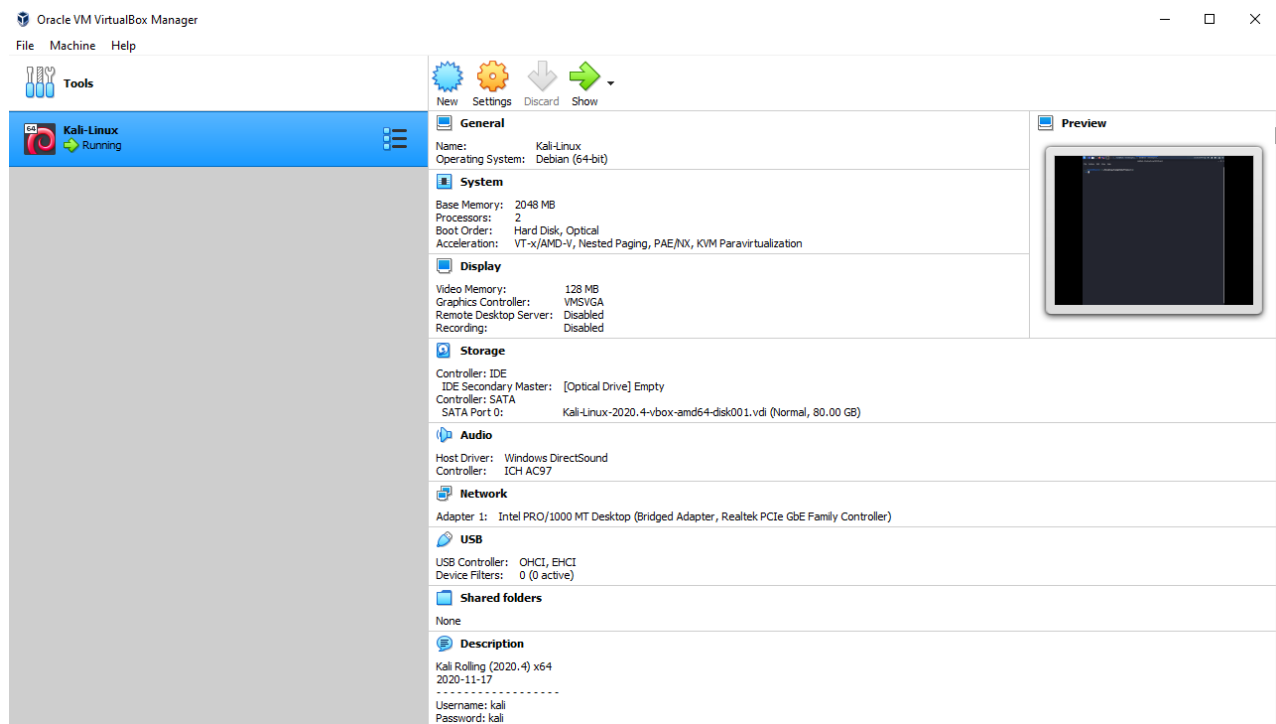 Oracle VM VirtualBox Manager
File Machine Help
Tools
New Settings Discard Show
64
Kali-Linux
Running
General
Name: Kali-Linux
Operating System: Debian (64-bit)
Preview
System
Base Memory: 2048 MB
Processors: 2
Boot Order: Hard Disk, Optical
Acceleration: VT-x/AMD-V, Nested Paging, PAE/NX, KVM Paravirtualization
Display
Video Memory: 128 MB
Graphics Controller: VMSVGA
Remote Desktop Server: Disabled
Recording: Disabled
Storage
Controller: IDE
IDE Secondary Master: [Optical Drive] Empty
Controller: SATA
SATA Port 0: Kali-Linux-2020.4-vbox-amd64-disk001.vdi (Normal, 80.00 GB)
Audio
Host Driver: Windows DirectSound
Controller: ICH AC97
Network
Adapter 1: Intel PRO/1000 MT Desktop (Bridged Adapter, Realtek PCIe GbE Family Controller)
USB
USB Controller: OHCI, EHCI
Device Filters: 0 (0 active)
Shared folders
None
Description
Kali Rolling (2020.4) x64
2020-11-17
- - - - - - - - - - - - - - - - - -
Username: kali
Password: kali